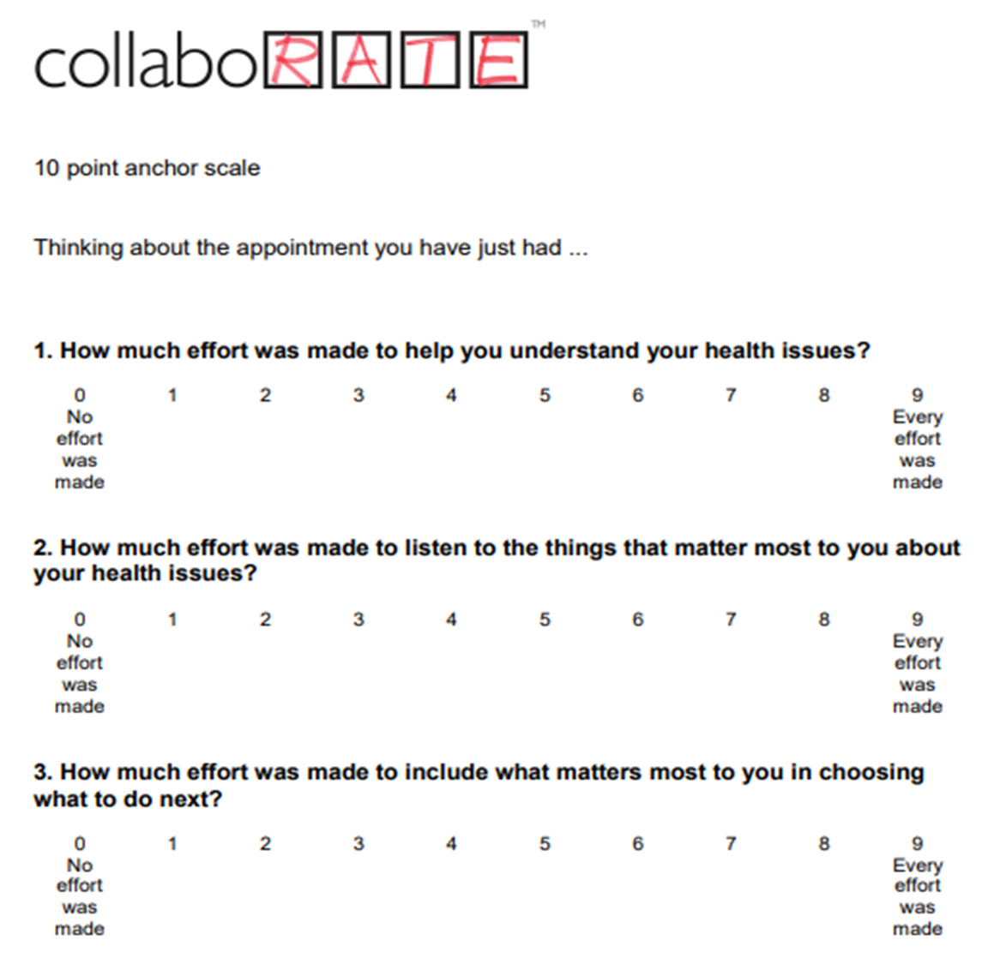 collaboRATE™
10 point anchor scale
Thinking about the appointment you have just had ...
1. How much effort was made to help you understand your health issues?
0 1 2 3 4 5 6 7 8 9
No Every
effort effort
was was
made made
2. How much effort was made to listen to the things that matter most to you about
your health issues?
0 1 2 3 4 5 6 7 8 9
No Every
effort effort
was was
made made
3. How much effort was made to include what matters most to you in choosing
what to do next?
0 1 2 3 4 5 6 7 8 9
No Every
effort effort
was was
made made